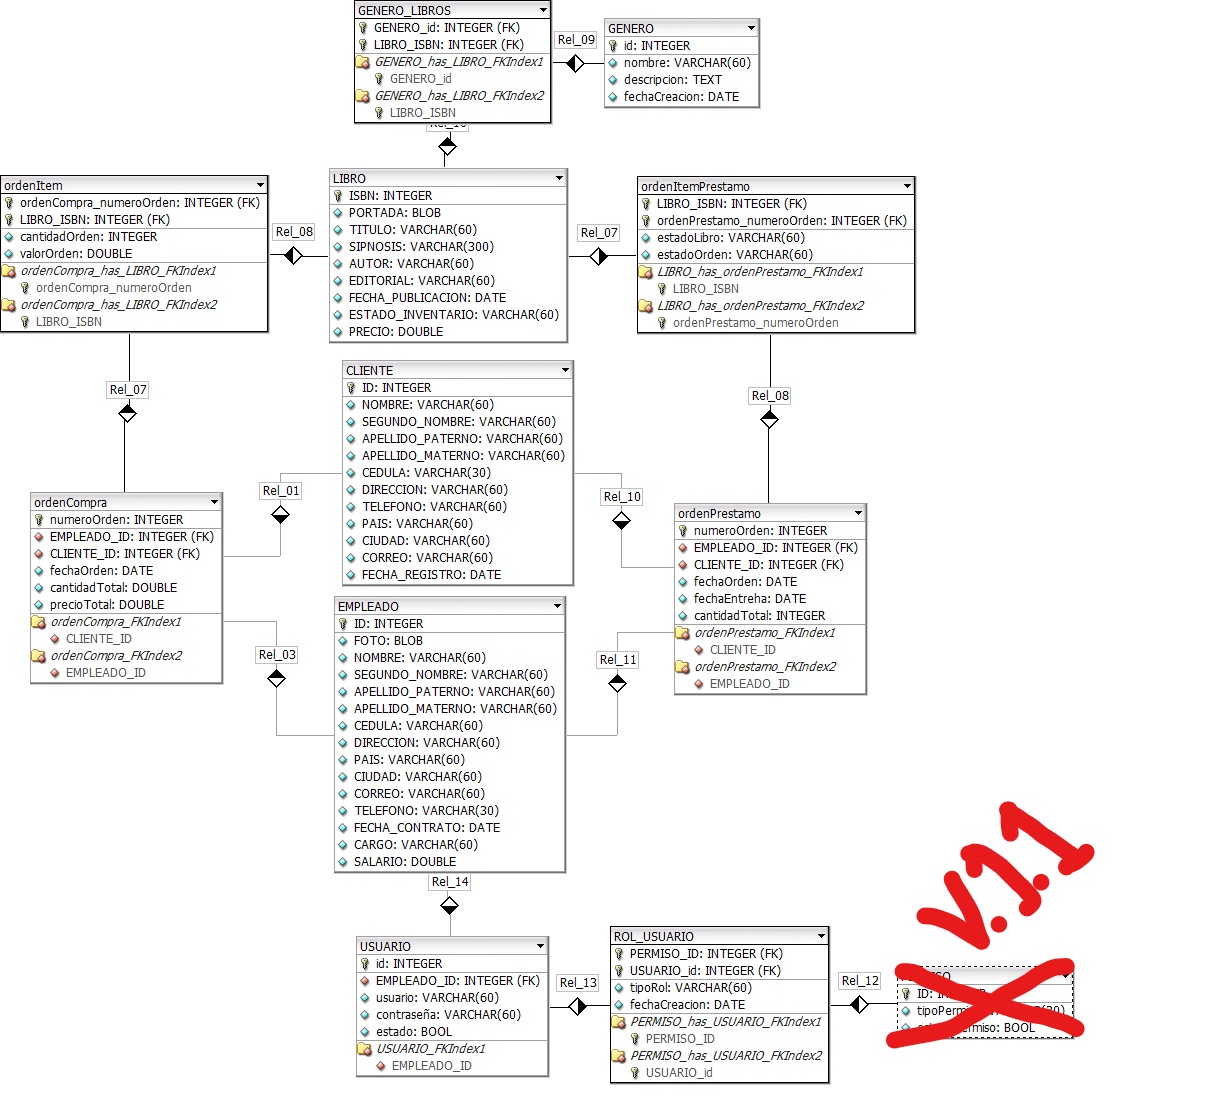 GENERO_LIBROS
GENERO_id: INTEGER (FK)
LIBRO_ISBN: INTEGER (FK)
GENERO_has_LIBRO_FKIndex1
GENERO_id
GENERO_has_LIBRO_FKIndex2
LIBRO_ISBN
Rel_09
GENERO
id: INTEGER
nombre: VARCHAR(60)
descripcion: TEXT
fechaCreacion: DATE
ordenItem
ordenCompra_numeroOrden: INTEGER (FK)
LIBRO_ISBN: INTEGER (FK)
cantidadOrden: INTEGER
valorOrden: DOUBLE
ordenCompra_has_LIBRO_FKIndex1
ordenCompra_numeroOrden
ordenCompra_has_LIBRO_FKIndex2
LIBRO_ISBN
Rel_08
LIBRO
ISBN: INTEGER
PORTADA: BLOB
TITULO: VARCHAR(60)
SIPNOSIS: VARCHAR(300)
AUTOR: VARCHAR(60)
EDITORIAL: VARCHAR(60)
FECHA_PUBLICACION: DATE
ESTADO_INVENTARIO: VARCHAR(60)
PRECIO: DOUBLE
Rel_07
ordenItemPrestamo
LIBRO_ISBN: INTEGER (FK)
ordenPrestamo_numeroOrden: INTEGER (FK)
estadoLibro: VARCHAR(60)
estadoOrden: VARCHAR(60)
LIBRO_has_ordenPrestamo_FKIndex1
LIBRO_ISBN
LIBRO_has_ordenPrestamo_FKIndex2
ordenPrestamo_numeroOrden
Rel_07
Rel_08
CLIENTE
ID: INTEGER
NOMBRE: VARCHAR(60)
SEGUNDO_NOMBRE: VARCHAR(60)
APELLIDO_PATERNO: VARCHAR(60)
APELLIDO_MATERNO: VARCHAR(60)
CEDULA: VARCHAR(30)
DIRECCION: VARCHAR(60)
TELEFONO: VARCHAR(60)
PAIS: VARCHAR(60)
CIUDAD: VARCHAR(60)
CORREO: VARCHAR(60)
FECHA_REGISTRO: DATE
Rel_01
Rel_10
ordenCompra
numeroOrden: INTEGER
EMPLEADO_ID: INTEGER (FK)
CLIENTE_ID: INTEGER (FK)
fechaOrden: DATE
cantidadTotal: DOUBLE
precioTotal: DOUBLE
ordenCompra_FKIndex1
CLIENTE_ID
ordenCompra_FKIndex2
EMPLEADO_ID
ordenPrestamo
numeroOrden: INTEGER
EMPLEADO_ID: INTEGER (FK)
CLIENTE_ID: INTEGER (FK)
fechaOrden: DATE
fechaEntreha: DATE
cantidadTotal: INTEGER
ordenPrestamo_FKIndex1
CLIENTE_ID
ordenPrestamo_FKIndex2
EMPLEADO_ID
Rel_03
Rel_11
EMPLEADO
ID: INTEGER
FOTO: BLOB
NOMBRE: VARCHAR(60)
SEGUNDO_NOMBRE: VARCHAR(60)
APELLIDO_PATERNO: VARCHAR(60)
APELLIDO_MATERNO: VARCHAR(60)
CEDULA: VARCHAR(60)
DIRECCION: VARCHAR(60)
PAIS: VARCHAR(60)
CIUDAD: VARCHAR(60)
CORREO: VARCHAR(60)
TELEFONO: VARCHAR(30)
FECHA_CONTRATO: DATE
CARGO: VARCHAR(60)
SALARIO: DOUBLE
Rel_14
USUARIO
id: INTEGER
EMPLEADO_ID: INTEGER (FK)
usuario: VARCHAR(60)
contraseña: VARCHAR(60)
estado: BOOL
USUARIO_FKIndex1
EMPLEADO_ID
Rel_13
ROL_USUARIO
PERMISO_ID: INTEGER (FK)
USUARIO_id: INTEGER (FK)
tipoRol: VARCHAR(60)
fechaCreacion: DATE
PERMISO_has_USUARIO_FKIndex1
PERMISO_ID
PERMISO_has_USUARIO_FKIndex2
USUARIO_id
Rel_12
V.1.1
BOOL